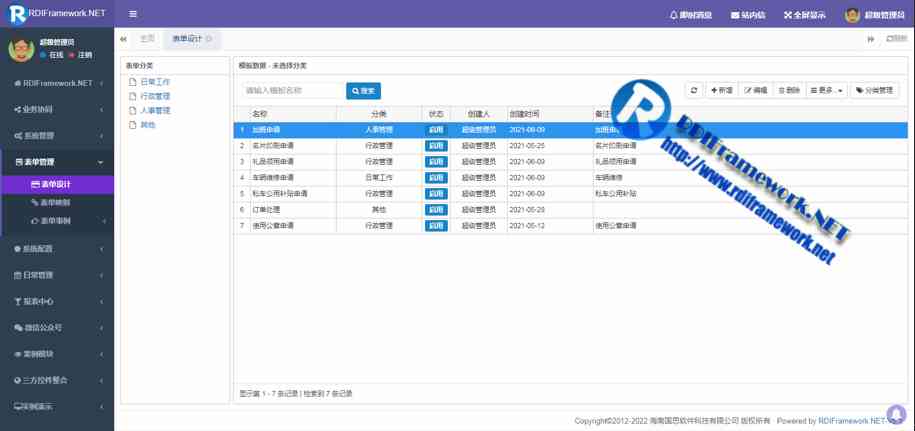 RDIFramework.NET
即时消息 站内信 全屏显示 超级管理员
超级管理员
在线 注销
主页 表单设计 刷新
RDIFramework.NET
业务协同
系统管理
表单管理
表单设计
表单映射
表单事例
系统配置
日常管理
报表中心
微信公众号
案例模块
三方控件整合
实例演示
表单分类
日常工作
行政管理
人事管理
其他
模板数据 - 未选择分类
请输入模板名称 搜索 新增 编辑 删除 更多.. 分类管理
名称 分类 状态 创建人 创建时间 备注
1 加班申请 人事管理 启用 超级管理员 2021-06-09
2 名片印刷申请 行政管理 启用 超级管理员 2021-05-25 名片印刷申请
3 礼品领用申请 行政管理 启用 超级管理员 2021-06-09 礼品领用申请
4 车辆维修申请 日常工作 启用 超级管理员 2021-06-09 车辆维修
5 私车公用补贴申请 行政管理 启用 超级管理员 2021-06-09 私车公用补贴
6 订单处理 其他 启用 超级管理员 2021-05-28
7 使用公章申请 行政管理 启用 超级管理员 2021-05-12 使用公章申请
RDIFramework.NET
http://www.rdiframework.net
显示第 1 - 7 条记录 | 检索到 7 条记录
Copyright©2012-2022 海南国思软件科技有限公司 版权所有 · Powered by RDIFramework.NET